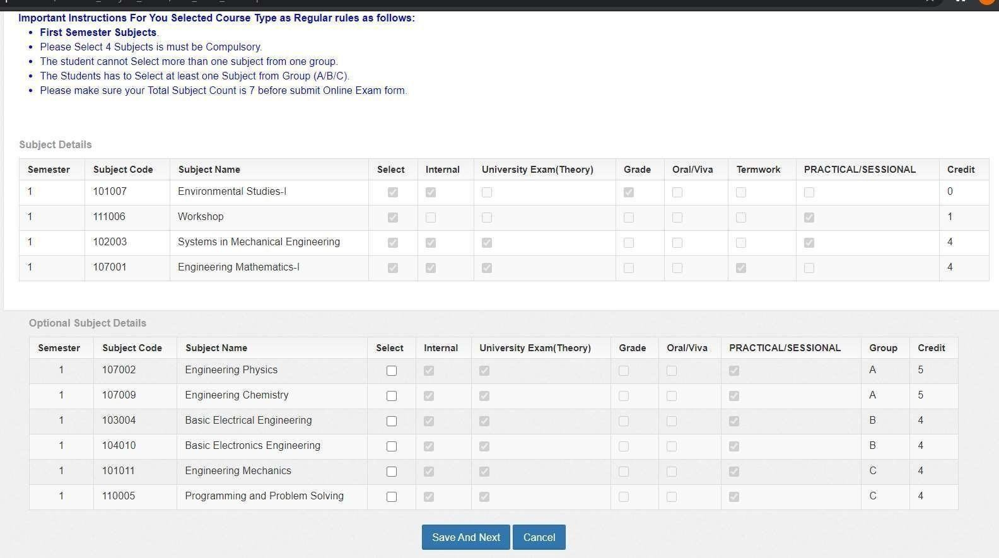 Important Instructions For You Selected Course Type as Regular rules as follows:
First Semester Subjects.
Please Select 4 Subjects is must be Compulsory.
The student cannot Select more than one subject from one group.
The Students has to Select at least one Subject from Group (A/B/C).
Please make sure your Total Subject Count is 7 before submit Online Exam form.
Subject Details
Semester Subject Code Subject Name Select Internal University Exam(Theory) Grade Oral/Viva Termwork PRACTICAL/SESSIONAL Credit
1 101007 Environmental Studies-I 0
1 111006 Workshop 1
1 102003 Systems in Mechanical Engineering 4
1 107001 Engineering Mathematics-I 4
Optional Subject Details
Semester Subject Code Subject Name Select Internal University Exam(Theory) Grade Oral/Viva PRACTICAL/SESSIONAL Group Credit
1 107002 Engineering Physics A 5
1 107009 Engineering Chemistry A 5
1 103004 Basic Electrical Engineering B 4
1 104010 Basic Electronics Engineering B 4
1 101011 Engineering Mechanics C 4
1 110005 Programming and Problem Solving C 4
Save And Next Cancel